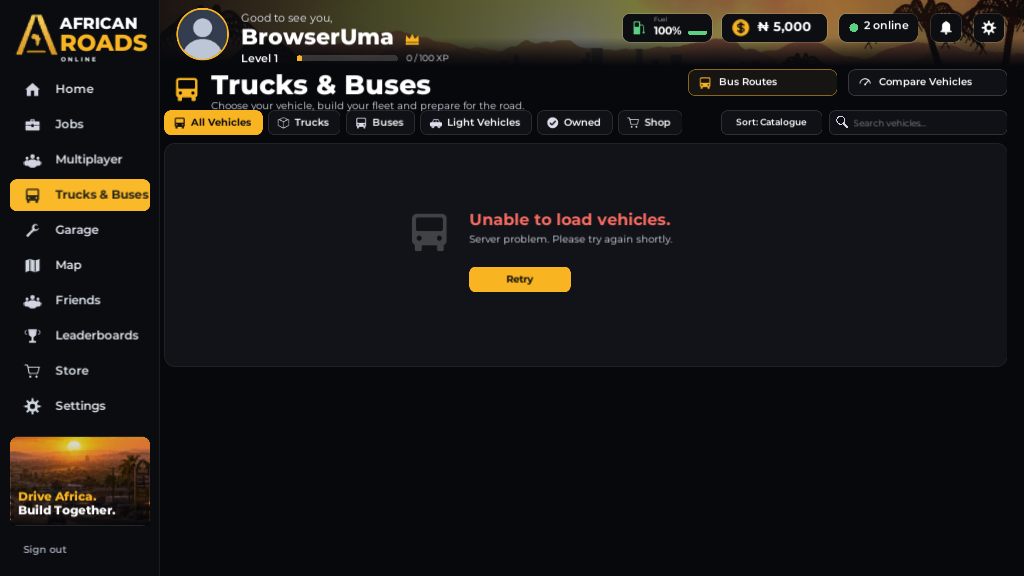 AFRICAN
ROADS
ONLINE
Home
Jobs
Multiplayer
Trucks & Buses
Garage
Map
Friends
Leaderboards
Store
Settings
Drive Africa.
Build Together.
Sign out
Good to see you,
BrowserUma
Level 1
0 / 100 XP
Fuel
100%
₦ 5,000
2 online
Trucks & Buses
Choose your vehicle, build your fleet and prepare for the road.
Bus Routes
Compare Vehicles
All Vehicles
Trucks
Buses
Light Vehicles
Owned
Shop
Sort: Catalogue
Search vehicles...
Unable to load vehicles.
Server problem. Please try again shortly.
Retry